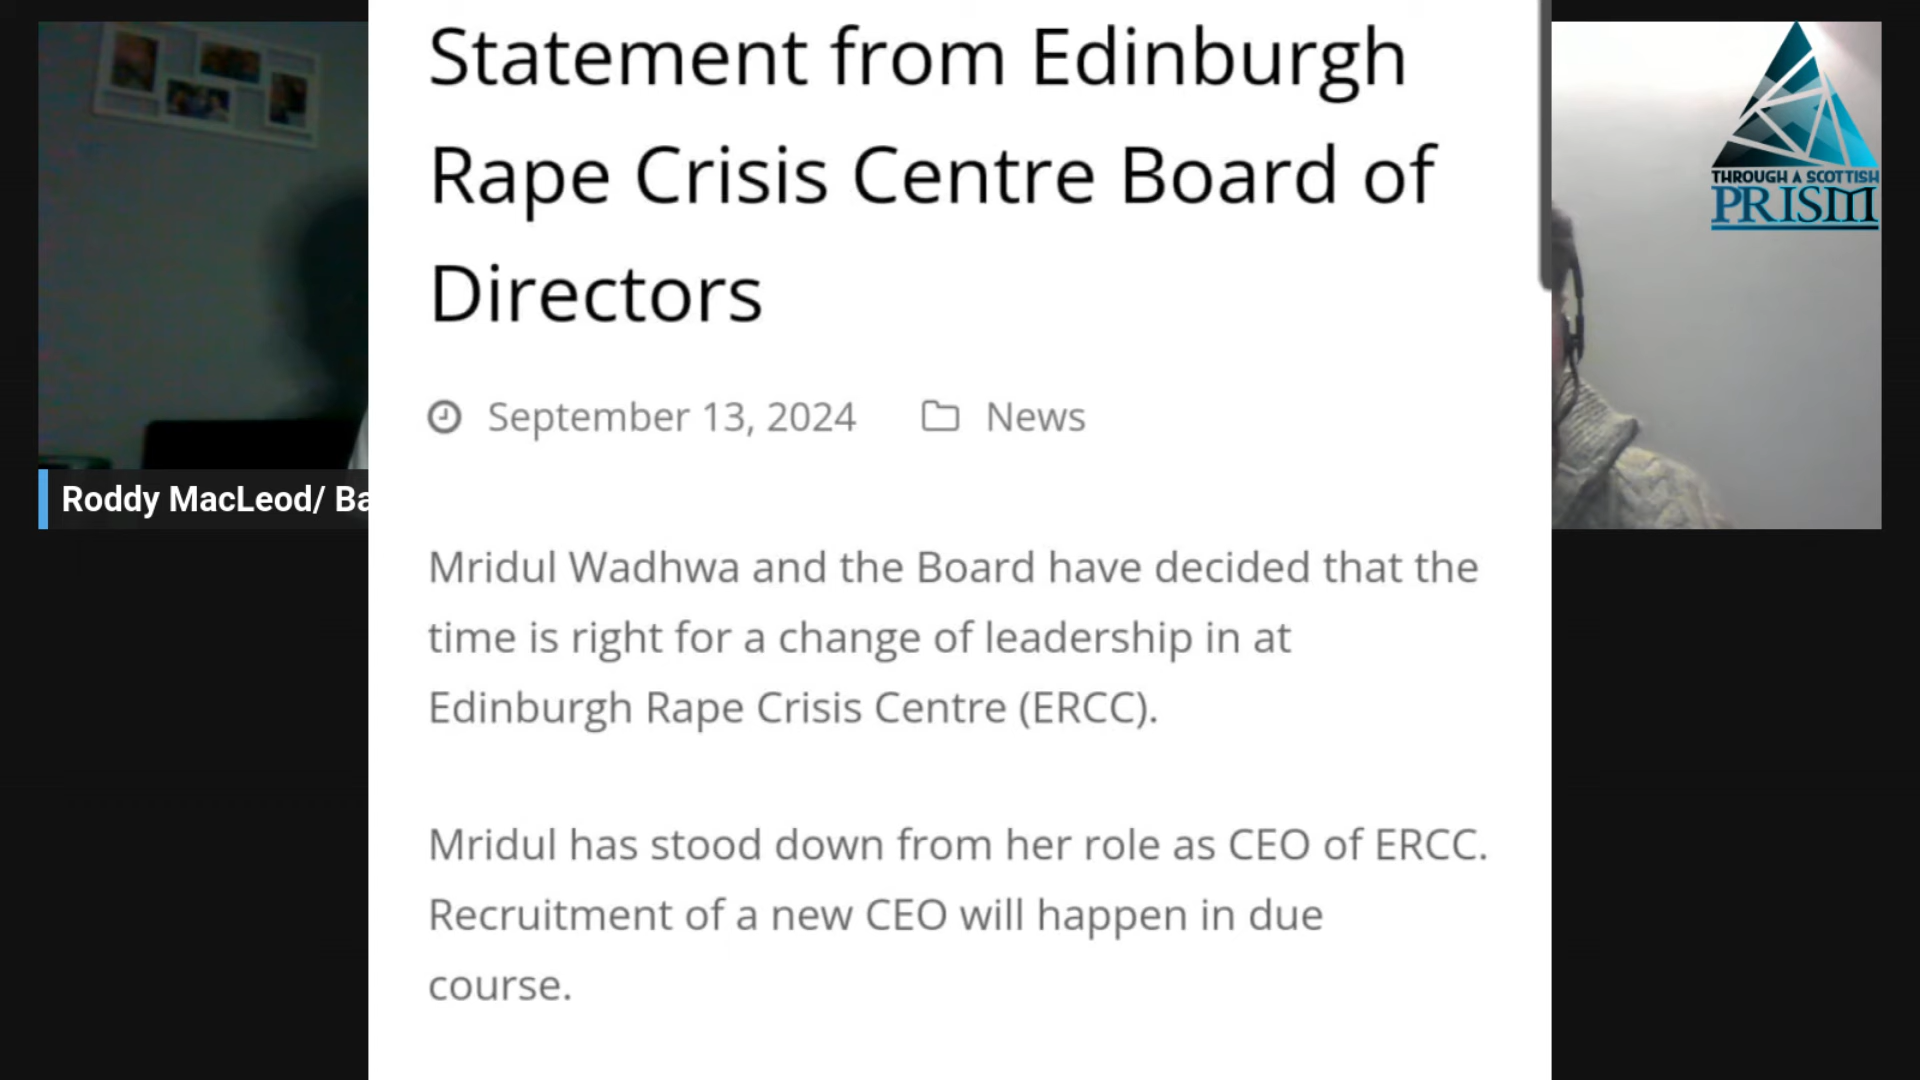 Statement from Edinburgh
Rape Crisis Centre Board of
Directors
September 13, 2024
News
Mridul Wadhwa and the Board have decided that the
time is right for a change of leadership in at
Edinburgh Rape Crisis Centre (ERCC).
Mridul has stood down from her role as CEO of ERCC.
Recruitment of a new CEO will happen in due
course.
Roddy MacLeod/ Ba
THROUGH A SCOTTISH
PRISM